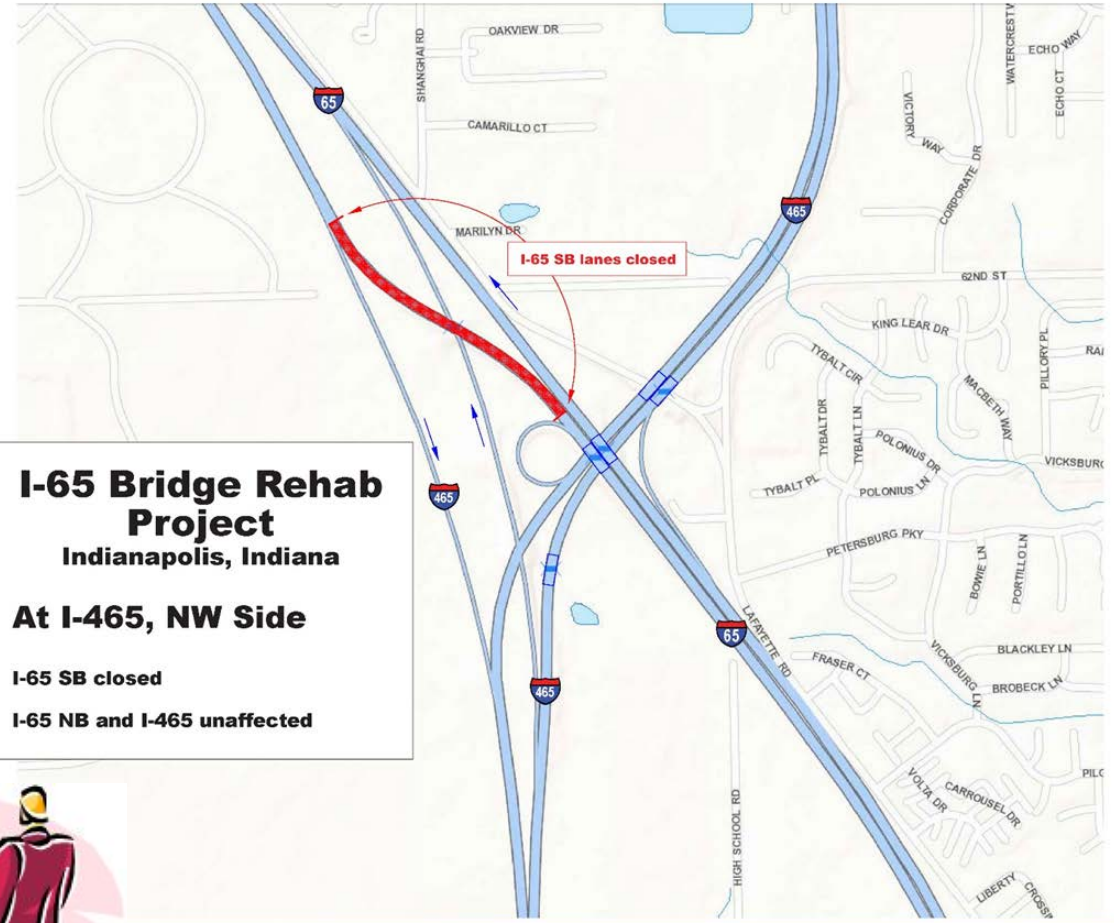 OAKVIEW DR
SHANGHAI RD
65
CAMARILLO CT
WATERCREST
ECHO WAY
ECHO CT
VICTORY
WAY
CORPORATE DR
465
MARILYN DR
I-65 SB lanes closed
62ND ST
KING LEAR DR
PILLORY PL
TYBALT CIR
MACBETH WAY
TYBALT DR
TYBALT LN
POLONIUS DR
VICKSBURG
TYBALT PL
POLONIUS LN
465
PETERSBURG PKY
BOWIE LN
PORTILLO LN
I-65 Bridge Rehab
Project
Indianapolis, Indiana
At I-465, NW Side
I-65 SB closed
I-65 NB and I-465 unaffected
65
LAFAYETTE RD
FRASER CT
VICKSBURG LN
BLACKLEY LN
BROBECK LN
465
VOLTA DR
CARROUSEL DR
HIGH SCHOOL RD
LIBERTY